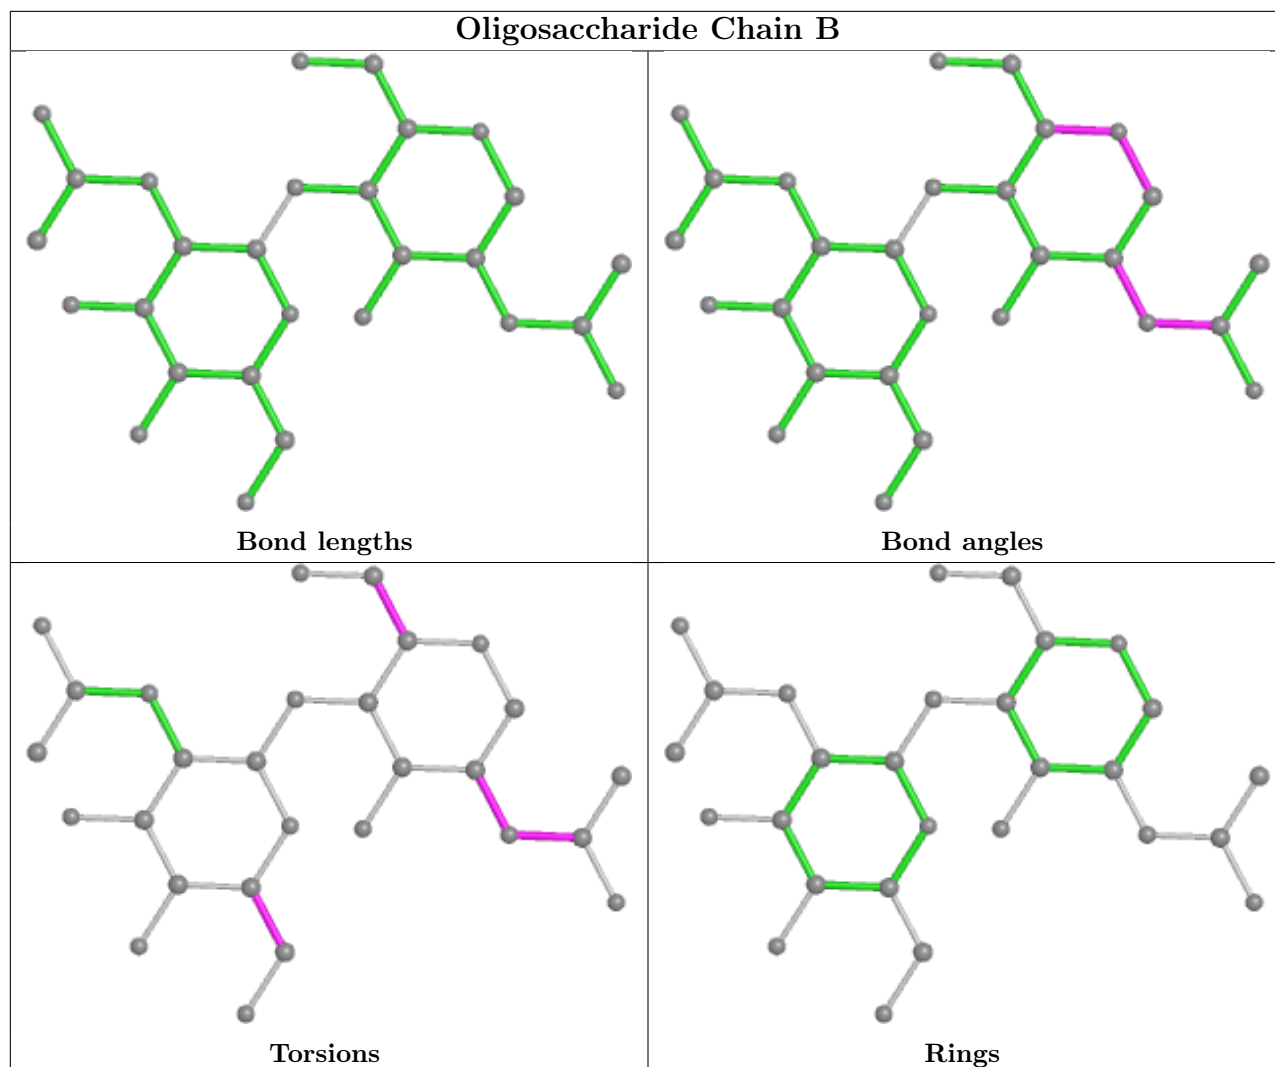 Oligosaccharide Chain B
Bond lengths
Bond angles
Torsions
Rings